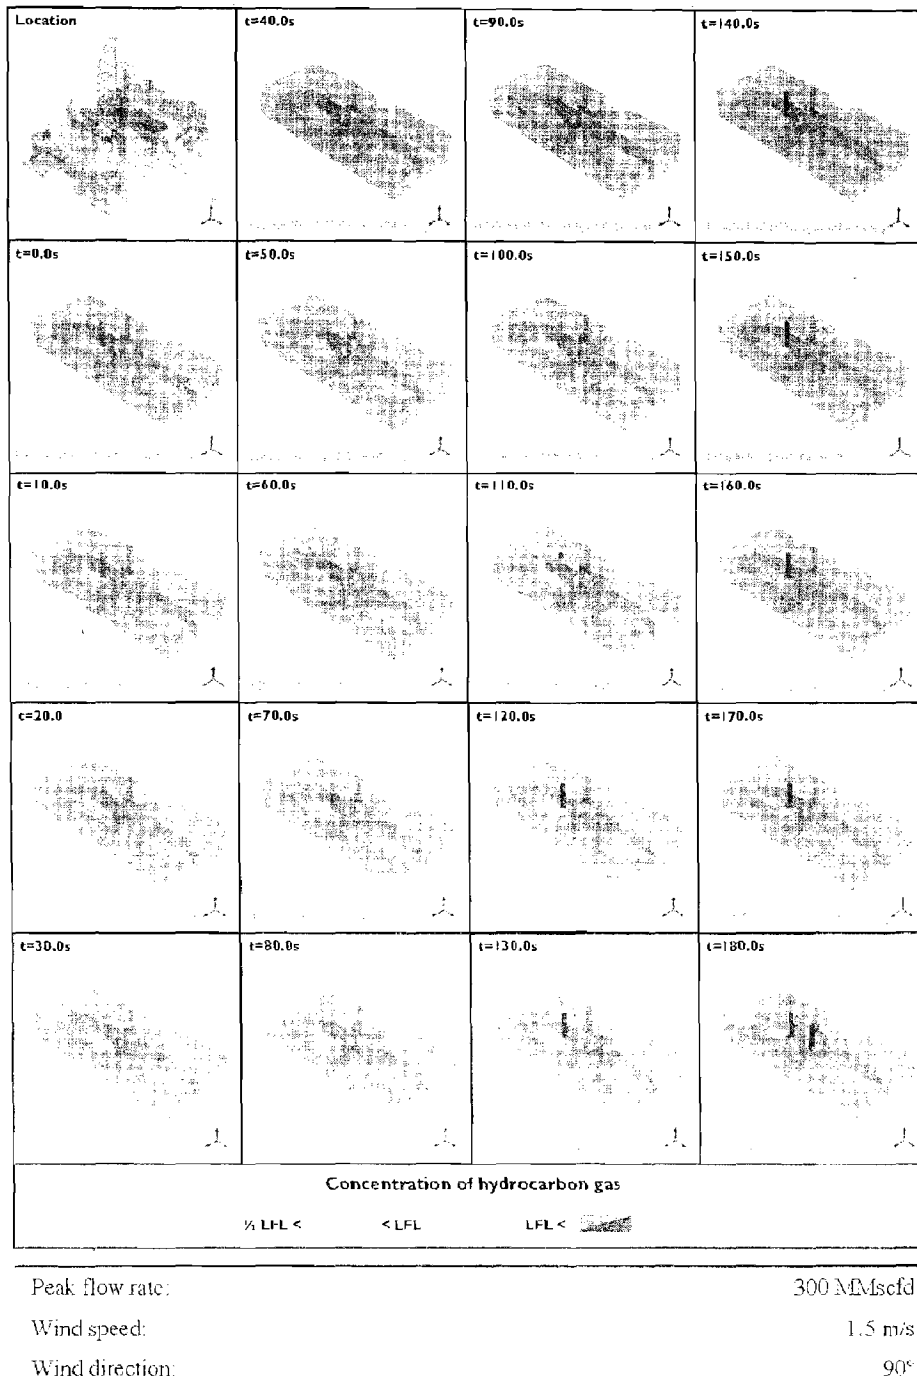 Location
t=40.0s
t=90.0s
t=140.0s
t=0.0s
t=50.0s
t=100.0s
t=150.0s
t=10.0s
t=60.0s
t=110.0s
t=160.0s
t=20.0
t=70.0s
t=120.0s
t=170.0s
t=30.0s
t=80.0s
t=130.0s
t=180.0s
Concentration of hydrocarbon gas
½ LFL < < LFL LFL <
Peak flow rate: 300 MMscfd
Wind speed: 1.5 m/s
Wind direction: 90°